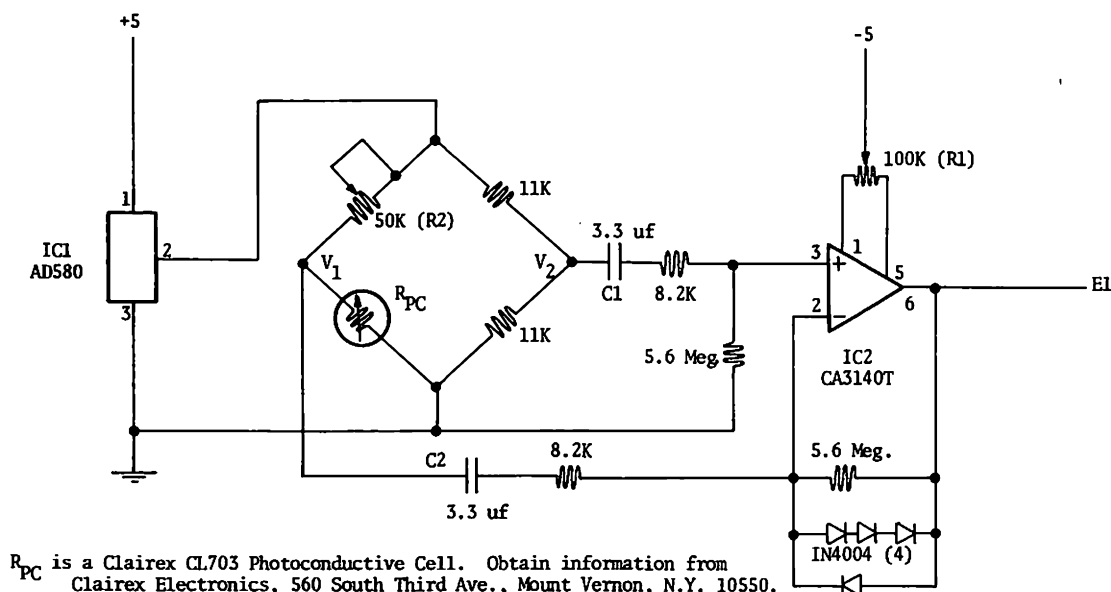 +5
-5
100K (R1)
11K
1
50K (R2)
3.3 uf
IC1
AD580
2
V1
V2
3
1
C1
8.2K
5
E1
3
RPC
11K
2
6
5.6 Meg
IC2
CA3140T
C2
8.2K
5.6 Meg.
3.3 uf
IN4004 (4)
RPC is a Clairex CL703 Photoconductive Cell. Obtain information from
Clairex Electronics, 560 South Third Ave., Mount Vernon, N.Y. 10550.